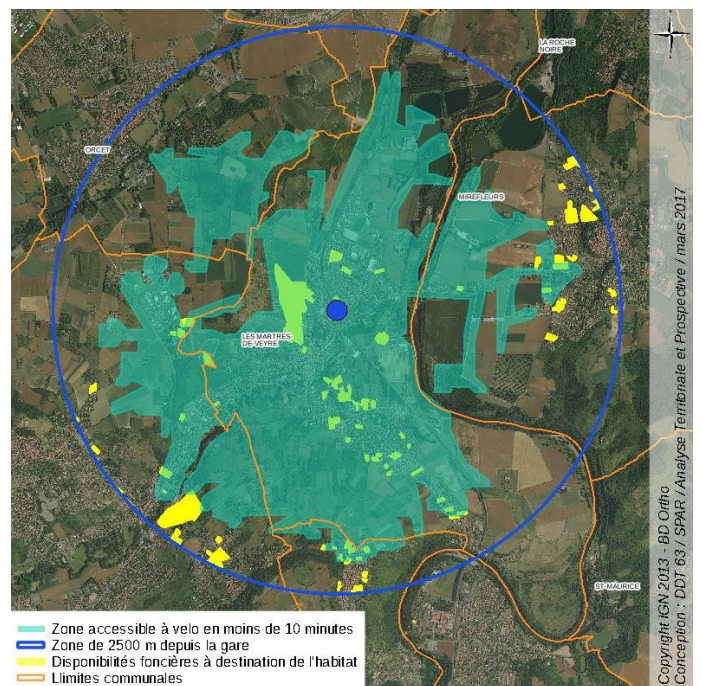 LA ROCHE
NOIRE
ORCET
MIREFLEURS
LES MARTRES-
DE-VEYRE
ST-MAURICE
Zone accessible à velo en moins de 10 minutes
Zone de 2500 m depuis la gare
Disponibilités foncières à destination de l'habitat
Llimites communales
Copyright IGN 2013 - BD Ortho
Conception : DDT 63 / SPAR / Analyse Territoriale et Prospective / mars 2017